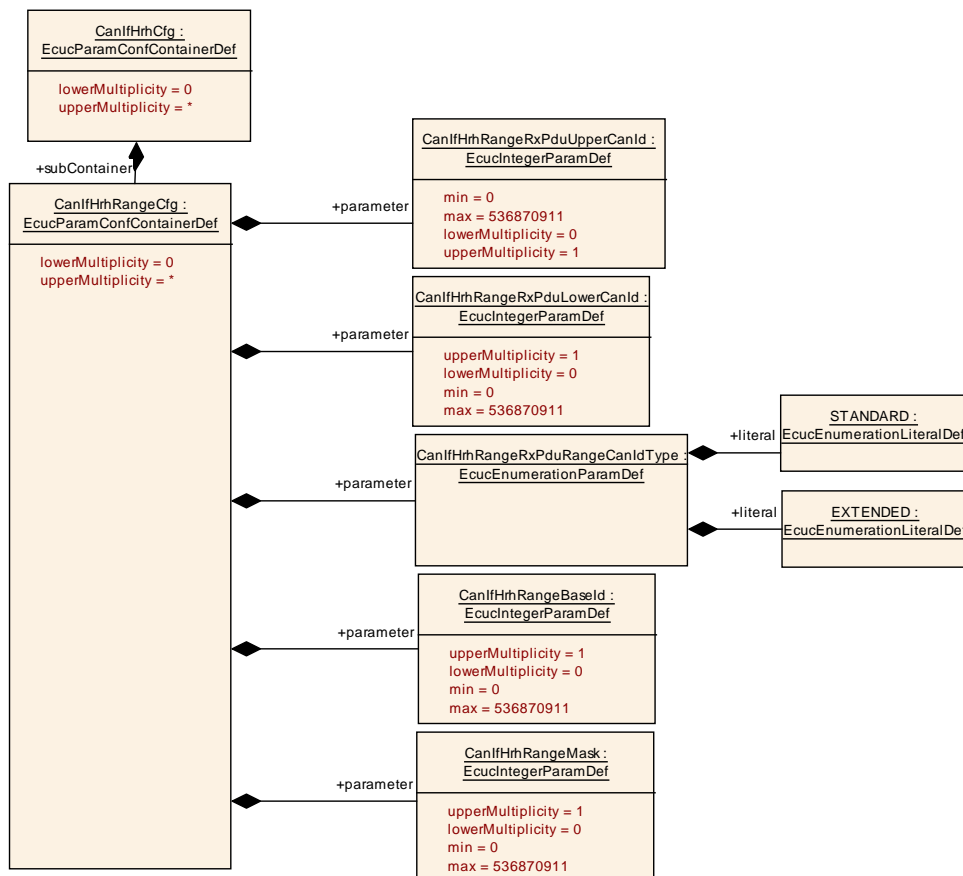 CanIfHrhCfg :
EcucParamConfContainerDef
lowerMultiplicity = 0
upperMultiplicity = *
+subContainer
CanIfHrhRangeCfg :
EcucParamConfContainerDef
lowerMultiplicity = 0
upperMultiplicity = *
+parameter
CanIfHrhRangeRxPduUpperCanId :
EcucIntegerParamDef
min = 0
max = 536870911
lowerMultiplicity = 0
upperMultiplicity = 1
+parameter
CanIfHrhRangeRxPduLowerCanId :
EcucIntegerParamDef
upperMultiplicity = 1
lowerMultiplicity = 0
min = 0
max = 536870911
+parameter
CanIfHrhRangeRxPduRangeCanIdType :
EcucEnumerationParamDef
+literal
STANDARD :
EcucEnumerationLiteralDef
+literal
EXTENDED :
EcucEnumerationLiteralDef
+parameter
CanIfHrhRangeBaseId :
EcucIntegerParamDef
upperMultiplicity = 1
lowerMultiplicity = 0
min = 0
max = 536870911
+parameter
CanIfHrhRangeMask :
EcucIntegerParamDef
upperMultiplicity = 1
lowerMultiplicity = 0
min = 0
max = 536870911